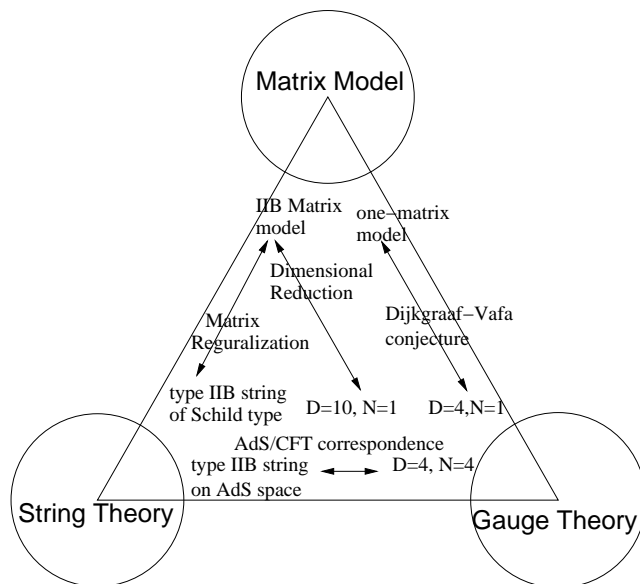 Matrix Model
IIB Matrix
model
one−matrix
model
Dimensional
Reduction
Matrix
Reguralization
Dijkgraaf−Vafa
conjecture
type IIB string
of Schild type
D=10, N=1
D=4,N=1
AdS/CFT correspondence
type IIB string
on AdS space
D=4, N=4
String Theory
Gauge Theory